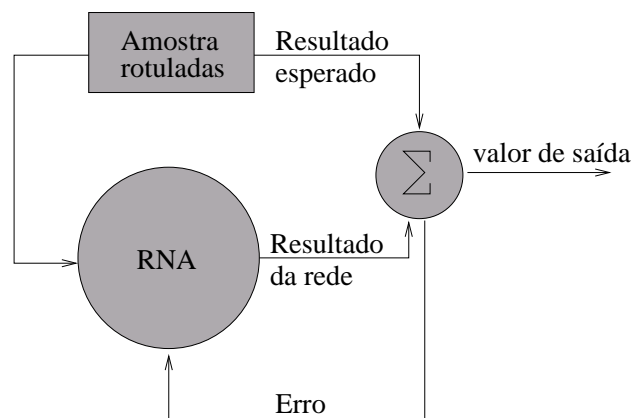 Amostra
rotuladas
Resultado
esperado
Σ
valor de saída
RNA
Resultado
da rede
Erro